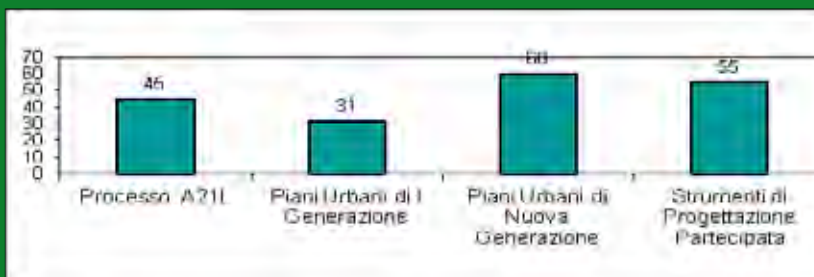 70
60
50
40
30
20
10
0
31
60
55
Processo A21L
Piani Urbani di I
Generazione
Piani Urbani di
Nuova
Generazione
Strumenti di
Progettazione
Partecipata